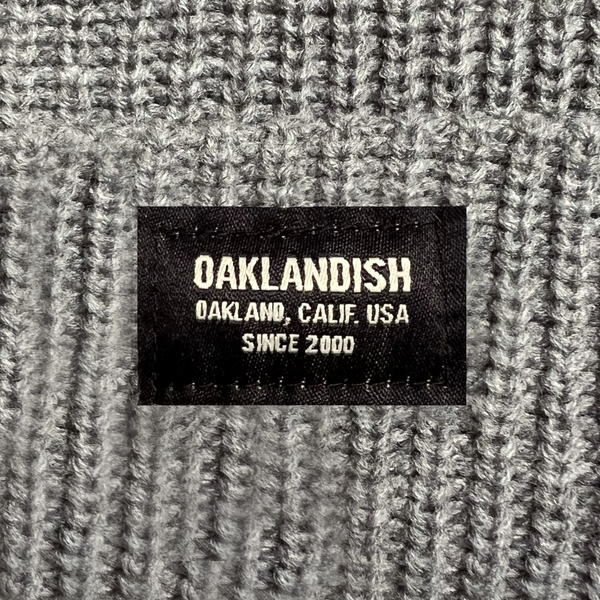 OAKLANDISH
OAKLAND, CALIF. USA
SINCE 2000